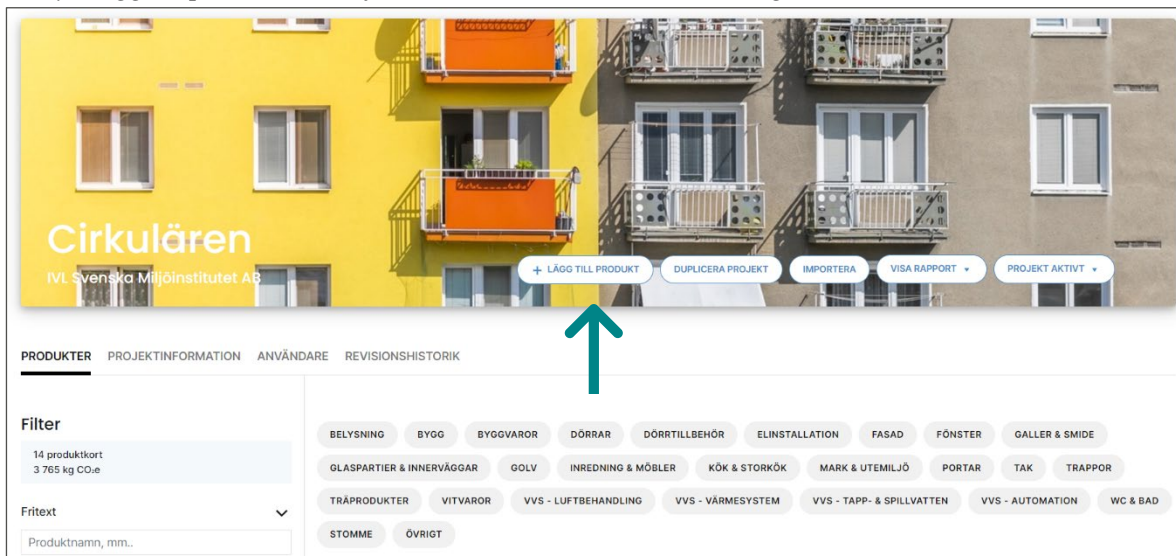 Cirkulären
IVL Svenska Miljöinstitutet AB
+ LÄGG TILL PRODUKT DUPLICERA PROJEKT IMPORTERA VISA RAPPORT PROJEKT AKTIVT
PRODUKTER PROJEKTINFORMATION ANVÄNDARE REVISIONSHISTORIK
Filter
14 produktkort
3 765 kg CO₂e
Fritext
Produktnamn, mm..
BELYSNING BYGG BYGGVAROR DÖRRAR DÖRRTILLBEHÖR ELINSTALLATION FASAD FÖNSTER GALLER & SMIDE
GLASPARTIER & INNERVÄGGAR GOLV INREDNING & MÖBLER KÖK & STORKÖK MARK & UTEMILJÖ PORTAR TAK TRAPPOR
TRÄPRODUKTER VITVAROR VVS - LUFTBEHANDLING VVS - VÄRMESYSTEM VVS - TAPP- & SPILLVATTEN VVS - AUTOMATION WC & BAD
STOMME ÖVRIGT